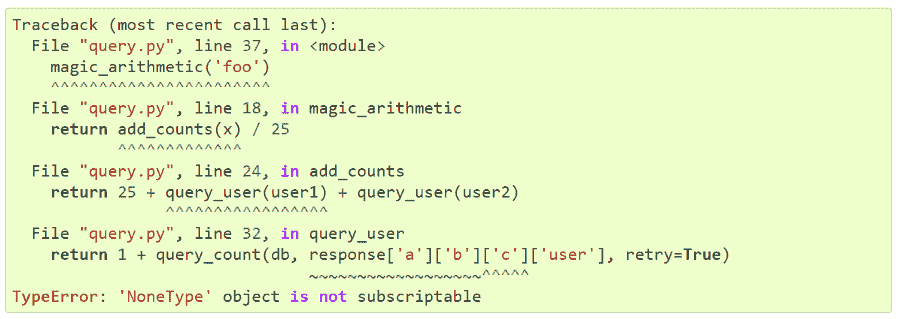 Traceback (most recent call last):
  File "query.py", line 37, in <module>
    magic_arithmetic('foo')
    ^^^^^^^^^^^^^^^^^^^^^^^
  File "query.py", line 18, in magic_arithmetic
    return add_counts(x) / 25
           ^^^^^^^^^^^^^
  File "query.py", line 24, in add_counts
    return 25 + query_user(user1) + query_user(user2)
                ^^^^^^^^^^^^^^^^^
  File "query.py", line 32, in query_user
    return 1 + query_count(db, response['a']['b']['c']['user'], retry=True)
                               ~~~~~~~~~~~~~~~~~~^^^^^
TypeError: 'NoneType' object is not subscriptable